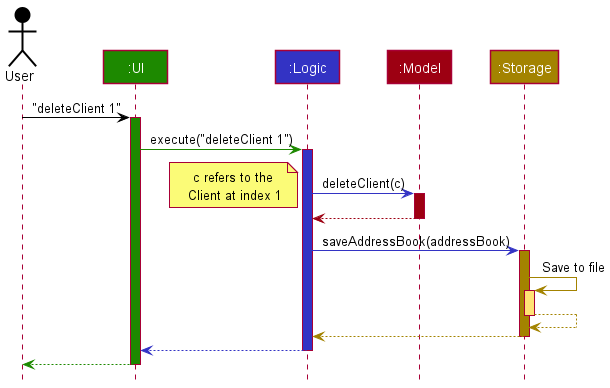 User
:UI
:Logic
:Model
:Storage
"deleteClient 1"
execute("deleteClient 1")
c refers to the
Client at index 1
deleteClient(c)
saveAddressBook(addressBook)
Save to file